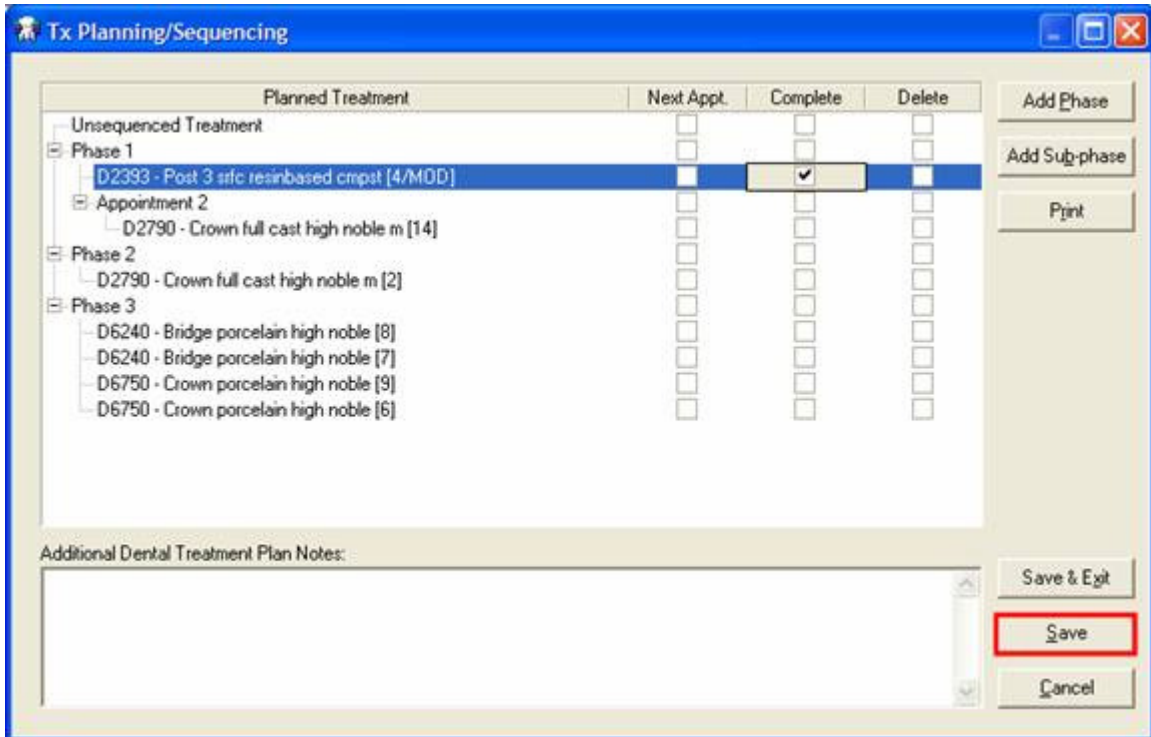 Tx Planning/Sequencing
Planned Treatment Next Appt. Complete Delete
Unsequenced Treatment
Phase 1
D2393 - Post 3 srfc resinbased cmpst [4/MOD]
Appointment 2
D2790 - Crown full cast high noble m [14]
Phase 2
D2790 - Crown full cast high noble m [2]
Phase 3
D6240 - Bridge porcelain high noble [8]
D6240 - Bridge porcelain high noble [7]
D6750 - Crown porcelain high noble [9]
D6750 - Crown porcelain high noble [6]
Add Phase
Add Sub-phase
Print
Additional Dental Treatment Plan Notes:
Save & Exit
Save
Cancel